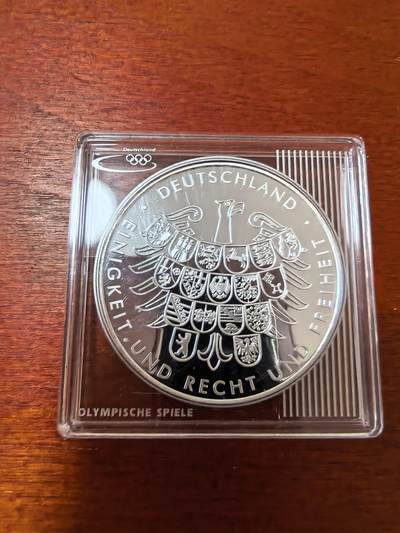 Deutschland
· DEUTSCHLAND ·
EINIGKEIT · UND RECHT UND FREIHEIT
OLYMPISCHE SPIELE